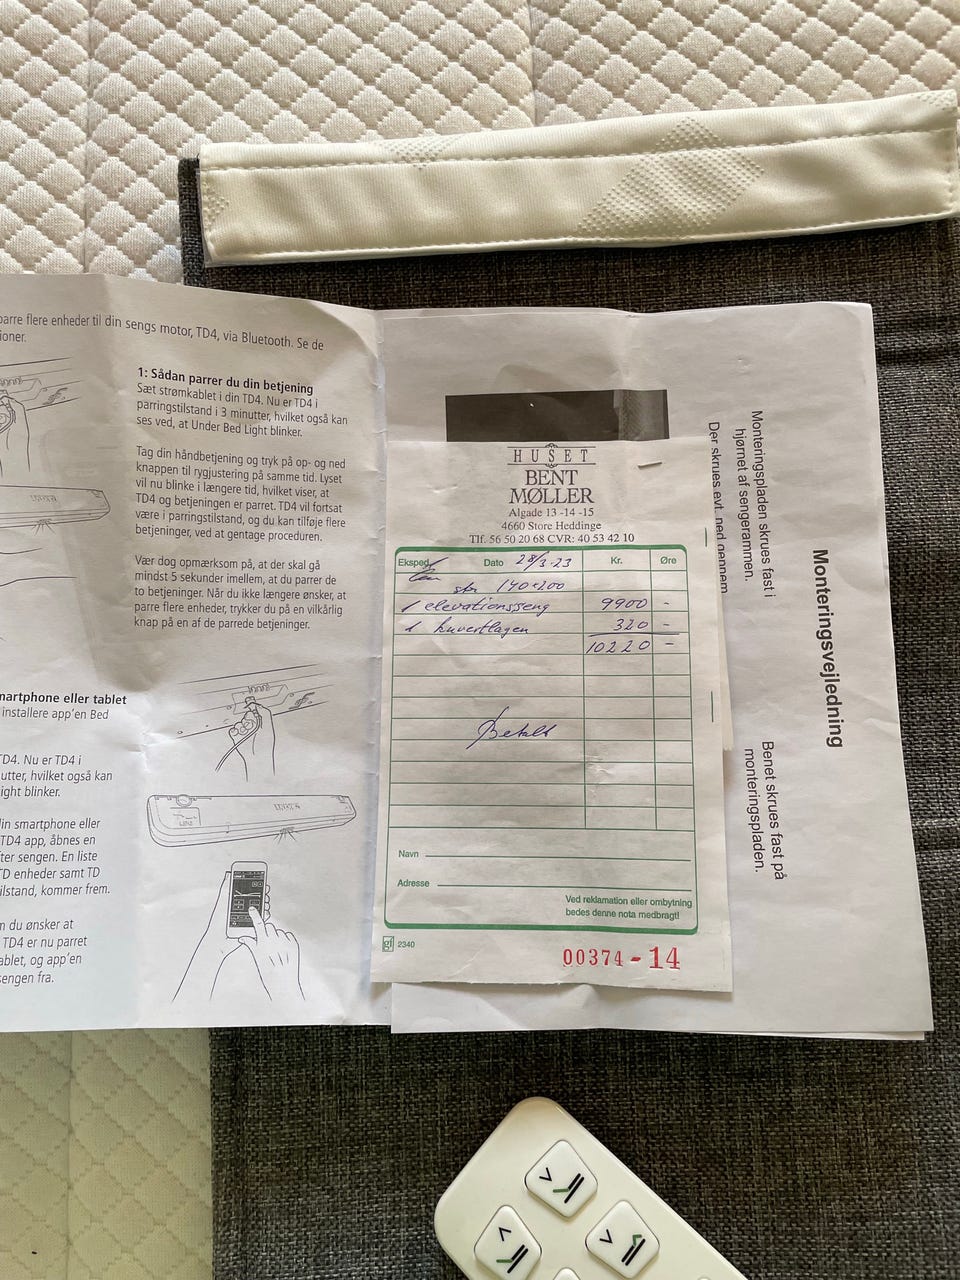 parre flere enheder til din sengs motor, TD4, via Bluetooth. Se de
ioner.
1: Sådan parrer du din betjening
Sæt strømkablet i din TD4. Nu er TD4 i
parringstilstand i 3 minutter, hvilket også kan
ses ved, at Under Bed Light blinker.
Tag din håndbetjening og tryk på op- og ned
knappen til rygjustering på samme tid. Lyset
vil nu blinke i længere tid, hvilket viser, at
TD4 og betjeningen er parret. TD4 vil fortsat
være i parringstilstand, og du kan tilføje flere
betjeninger, ved at gentage proceduren.
Vær dog opmærksom på, at der skal gå
mindst 5 sekunder imellem, at du parrer de
to betjeninger. Når du ikke længere ønsker, at
parre flere enheder, trykker du på en vilkårlig
knap på en af de parrede betjeninger.
martphone eller tablet
installere app'en Bed
TD4. Nu er TD4 i
utter, hvilket også kan
ight blinker.
din smartphone eller
TD4 app, åbnes en
ter sengen. En liste
TD enheder samt TD
ilstand, kommer frem.
n du ønsker at
TD4 er nu parret
ablet, og app'en
sengen fra.
HUSET
BENT
MØLLER
Algade 13 -14 -15
4660 Store Heddinge
Tlf. 56 50 20 68 CVR: 40 53 42 10
Eksped. Dato 28/3-23 Kr. Øre
str 140×200
1 elevationsseng 9900 -
1 kuvertlagen 320 -
10220 -
Betalt
Navn
Adresse
Ved reklamation eller ombytning
bedes denne nota medbragt!
gf 2340
00374 - 14
Monteringsvejledning
Monteringspladen skrues fast i
hjørnet af sengerammen.
Der skrues evt. ned gennem
Benet skrues fast på
monteringspladen.